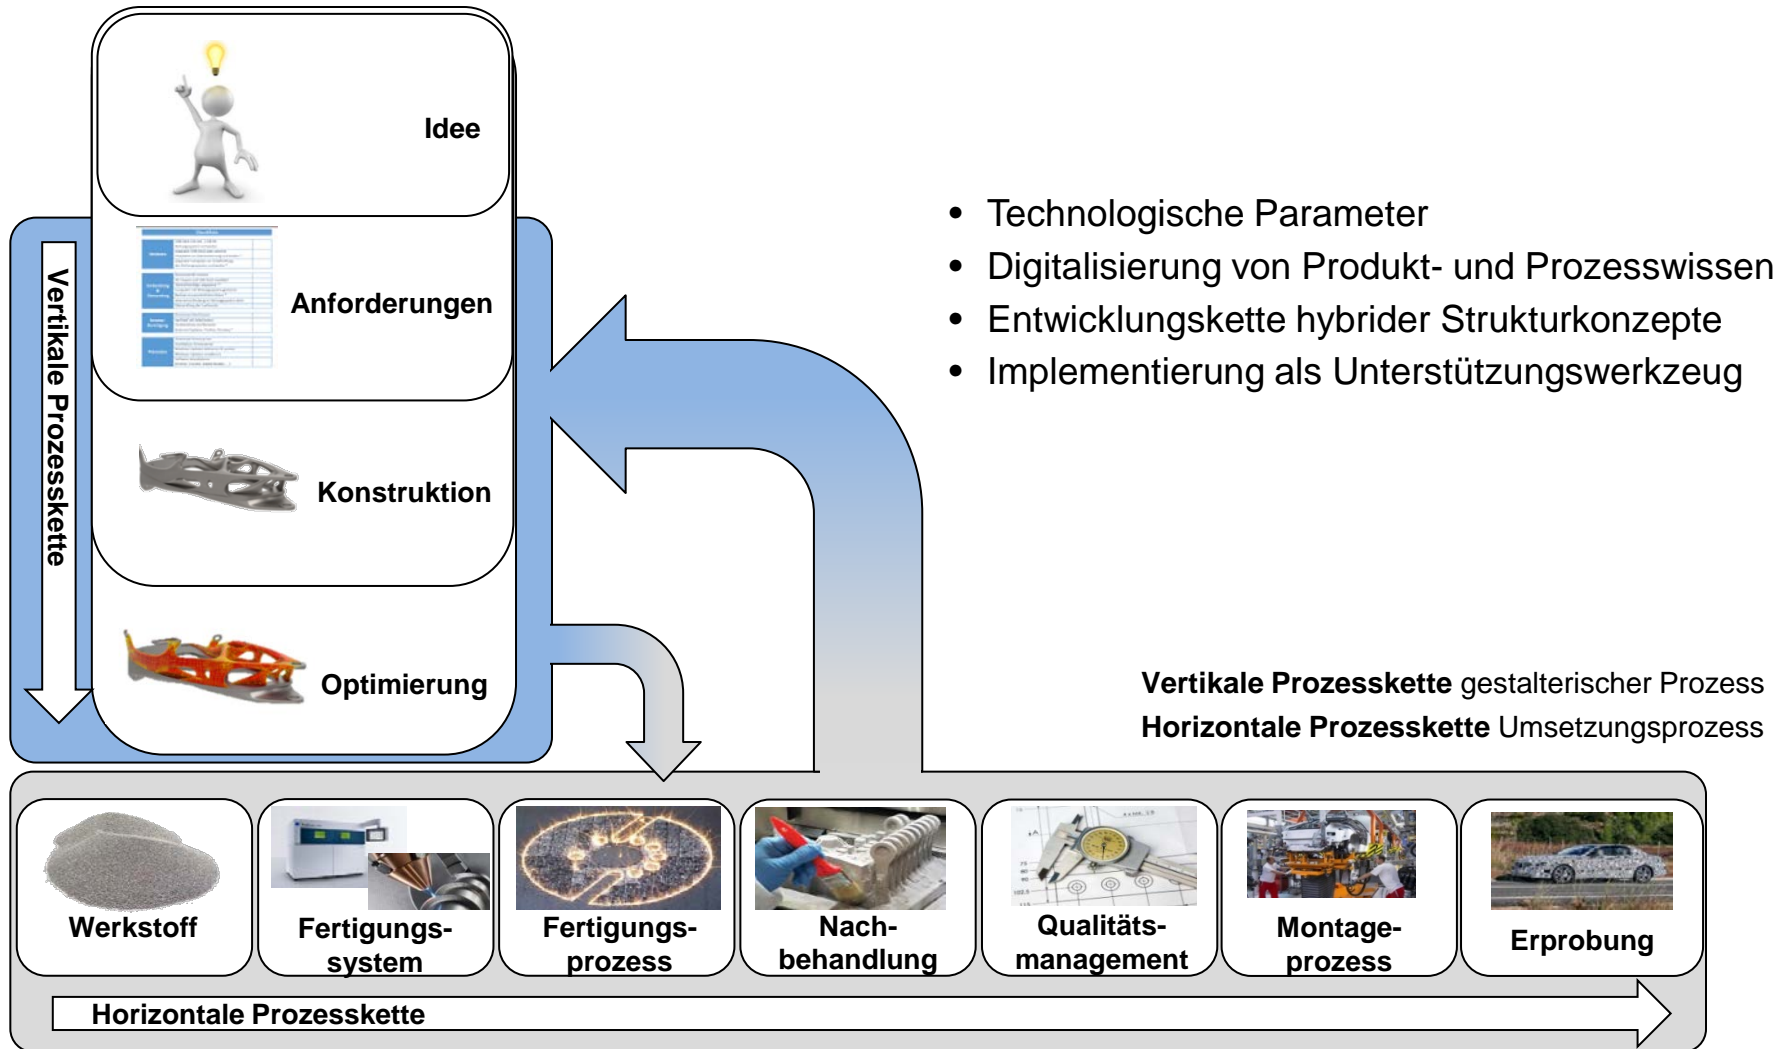 Idee
Anforderungen
Konstruktion
Optimierung
Vertikale Prozesskette
• Technologische Parameter
• Digitalisierung von Produkt- und Prozesswissen
• Entwicklungskette hybrider Strukturkonzepte
• Implementierung als Unterstützungswerkzeug
Vertikale Prozesskette gestalterischer Prozess
Horizontale Prozesskette Umsetzungsprozess
Werkstoff
Fertigungs-
system
Fertigungs-
prozess
Nach-
behandlung
Qualitäts-
management
Montage-
prozess
Erprobung
Horizontale Prozesskette